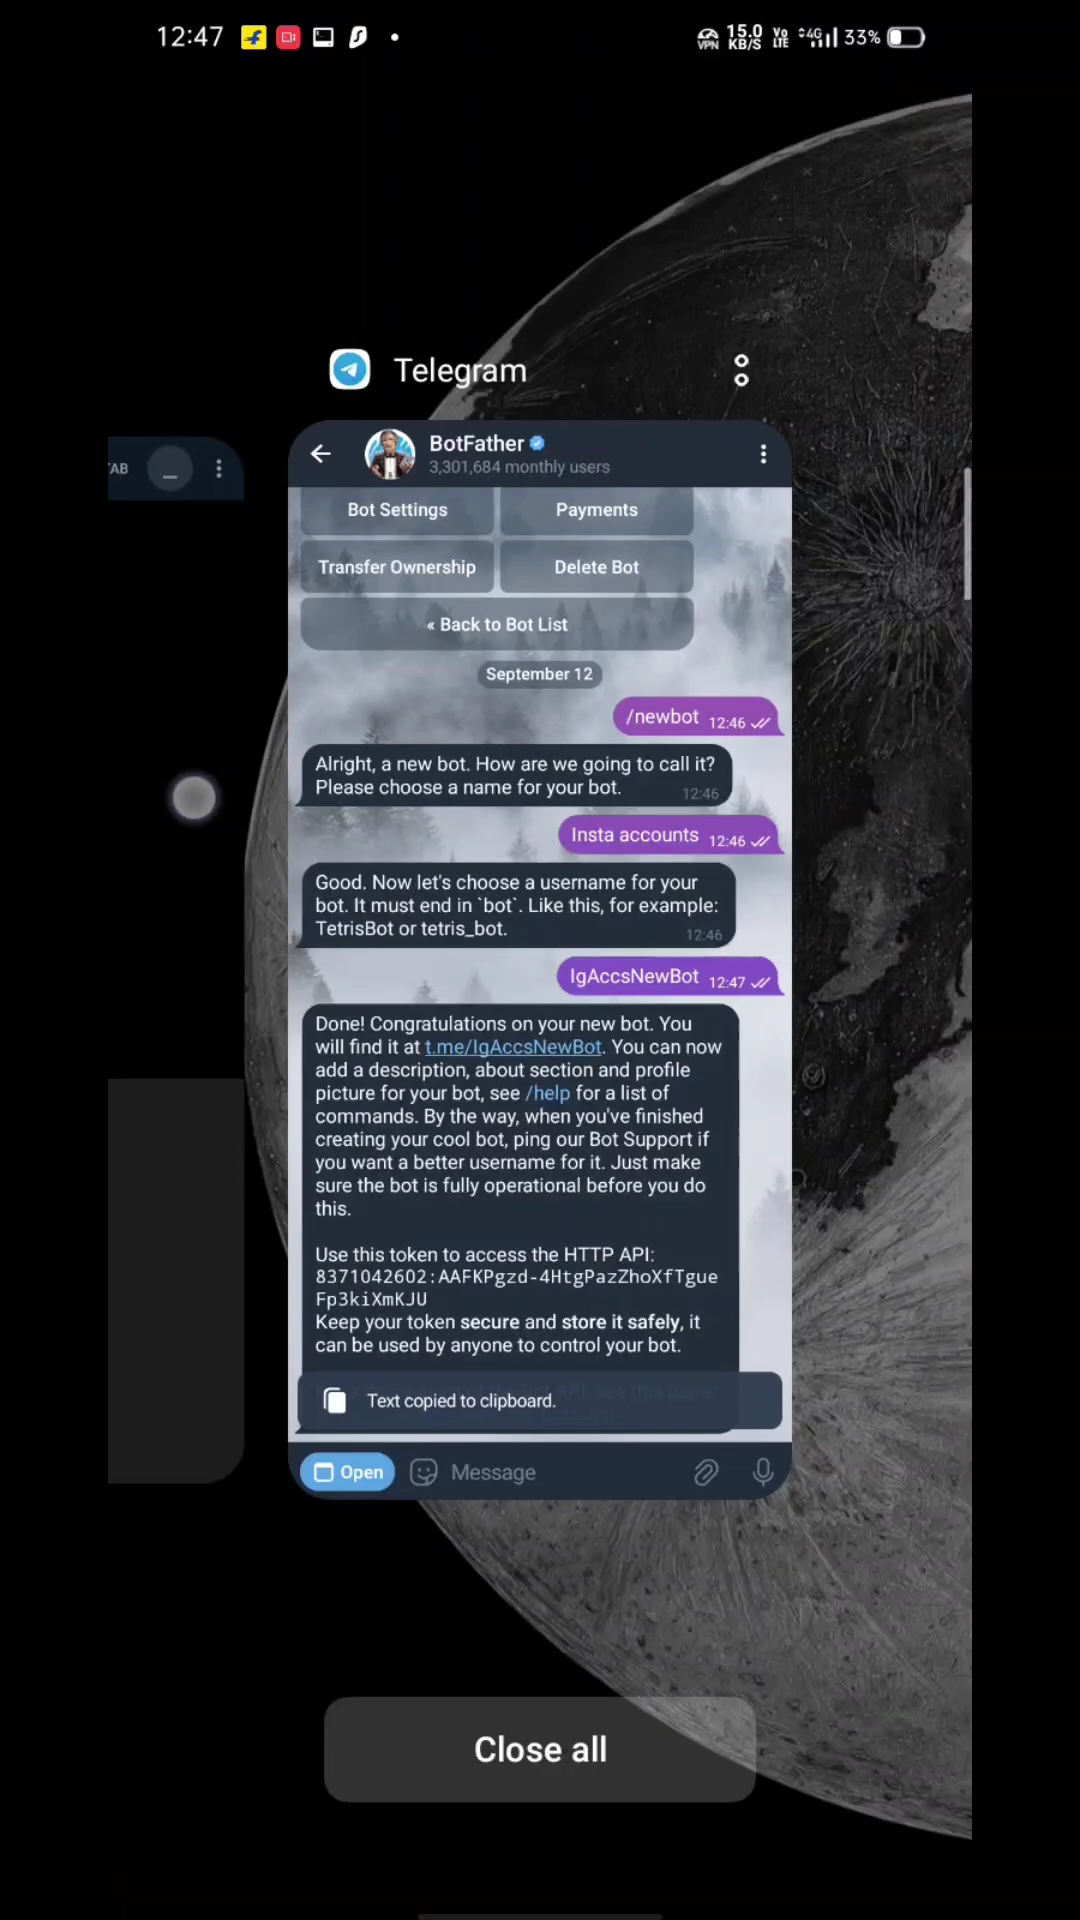 12:47
VPN 15.0 KB/S Vo LTE 4G 33%
Telegram
TAB
BotFather
3,301,684 monthly users
Bot Settings
Payments
Transfer Ownership
Delete Bot
« Back to Bot List
September 12
/newbot 12:46
Alright, a new bot. How are we going to call it?
Please choose a name for your bot. 12:46
Insta accounts 12:46
Good. Now let's choose a username for your
bot. It must end in `bot`. Like this, for example:
TetrisBot or tetris_bot. 12:46
IgAccsNewBot 12:47
Done! Congratulations on your new bot. You
will find it at t.me/IgAccsNewBot. You can now
add a description, about section and profile
picture for your bot, see /help for a list of
commands. By the way, when you've finished
creating your cool bot, ping our Bot Support if
you want a better username for it. Just make
sure the bot is fully operational before you do
this.
Use this token to access the HTTP API:
8371042602:AAFKPgzd-4HtgPazZhoXfTgue
Fp3kiXmKJU
Keep your token secure and store it safely, it
can be used by anyone to control your bot.
Text copied to clipboard.
Open
Message
Close all